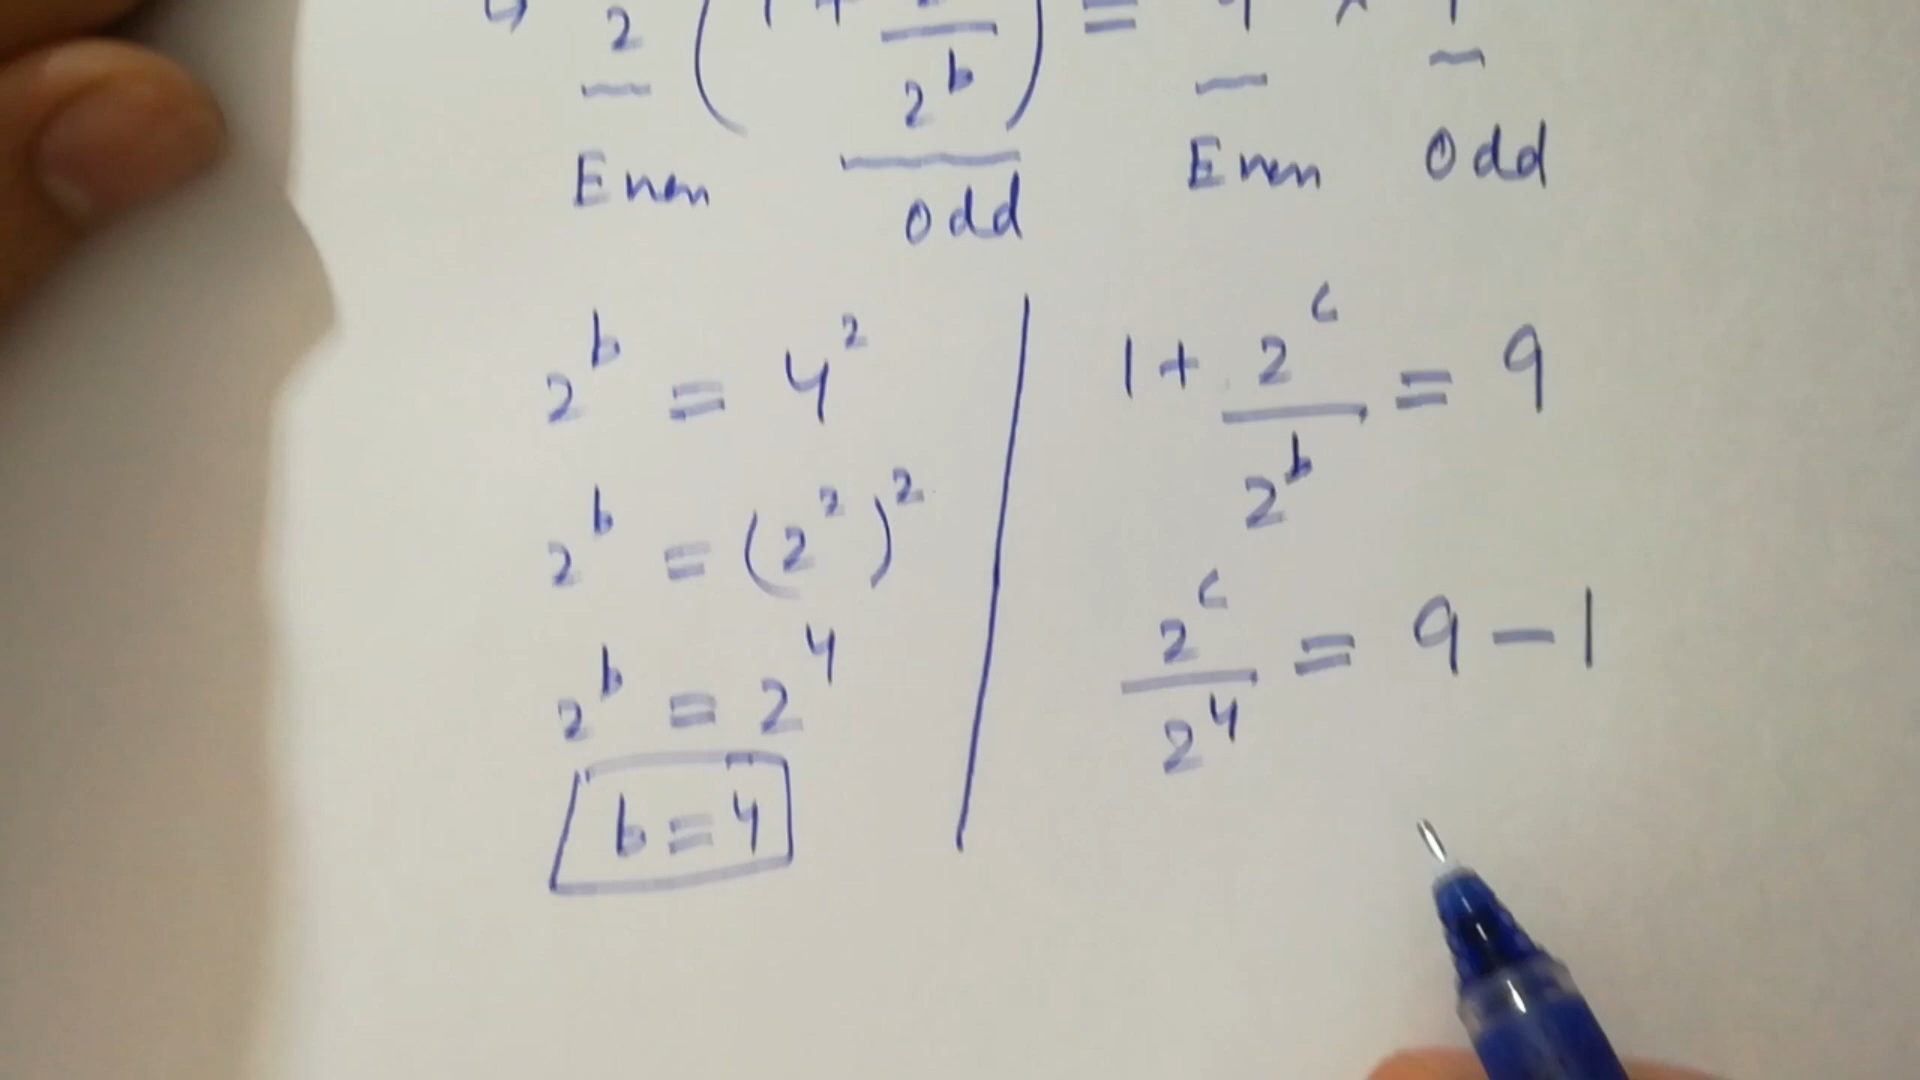 2 ( 1 + — / 2^b ) =
Even odd Even Odd
2^b = 4^2
2^b = (2^2)^2
2^b = 2^4
b = 4
1 + 2^c / 2^b = 9
2^c / 2^4 = 9 - 1